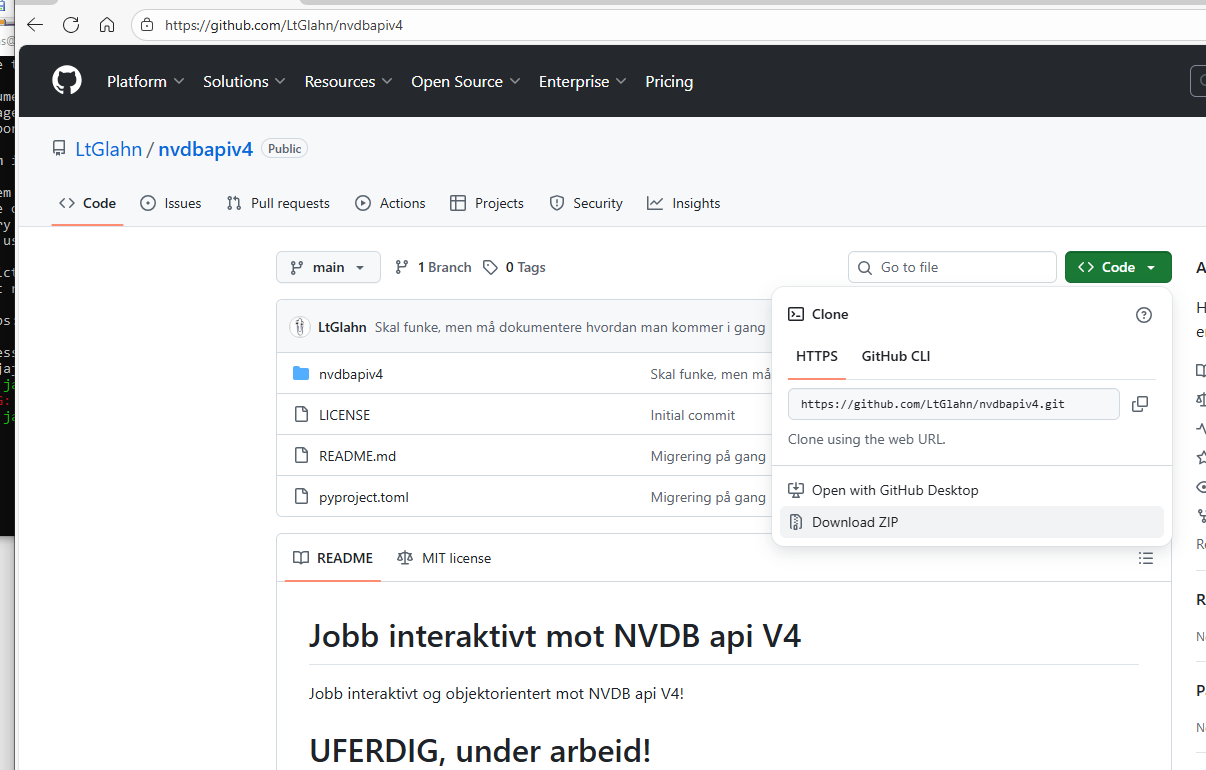 https://github.com/LtGlahn/nvdbapiv4
Platform Solutions Resources Open Source Enterprise Pricing
LtGlahn / nvdbapiv4 Public
Code Issues Pull requests Actions Projects Security Insights
main 1 Branch 0 Tags Go to file Code
Clone
LtGlahn Skal funke, men må dokumentere hvordan man kommer i gang
HTTPS GitHub CLI
nvdbapiv4 Skal funke, men må
https://github.com/LtGlahn/nvdbapiv4.git
LICENSE Initial commit
Clone using the web URL.
README.md Migrering på gang
Open with GitHub Desktop
pyproject.toml Migrering på gang
Download ZIP
README MIT license
Jobb interaktivt mot NVDB api V4
Jobb interaktivt og objektorientert mot NVDB api V4!
UFERDIG, under arbeid!